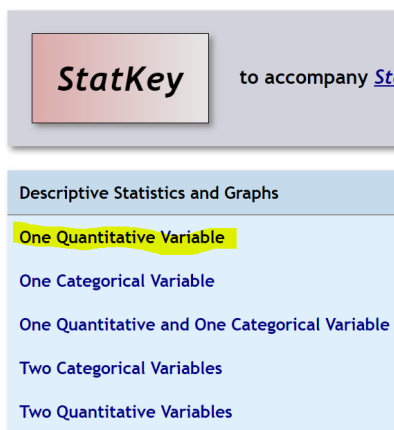 StatKey
to accompany
Descriptive Statistics and Graphs
One Quantitative Variable
One Categorical Variable
One Quantitative and One Categorical Variable
Two Categorical Variables
Two Quantitative Variables